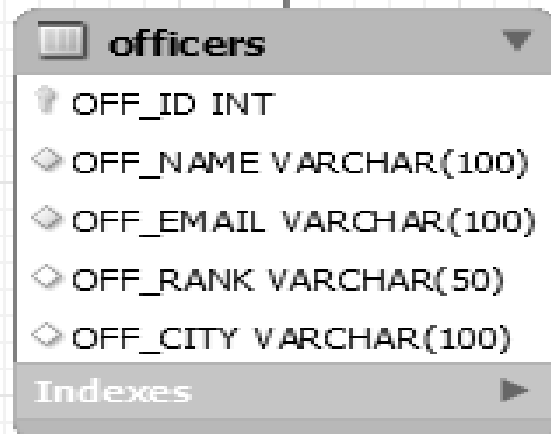 officers
OFF_ID INT
OFF_NAME VARCHAR(100)
OFF_EMAIL VARCHAR(100)
OFF_RANK VARCHAR(50)
OFF_CITY VARCHAR(100)
Indexes